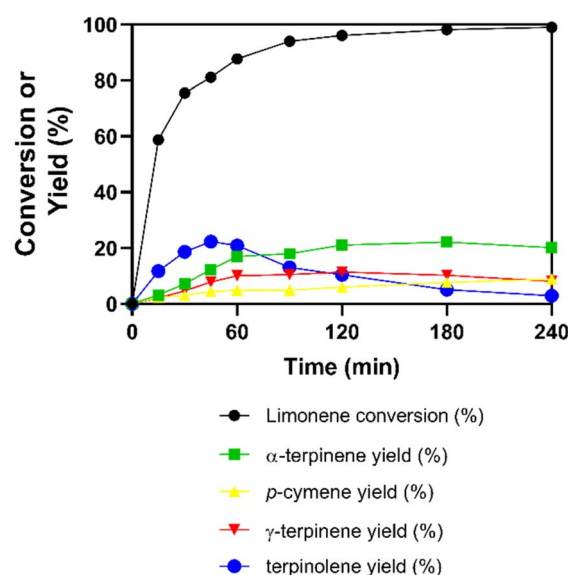 Conversion or
Yield (%)
100
80
60
40
20
0
0 60 120 180 240
Time (min)
Limonene conversion (%)
α-terpinene yield (%)
p-cymene yield (%)
γ-terpinene yield (%)
terpinolene yield (%)